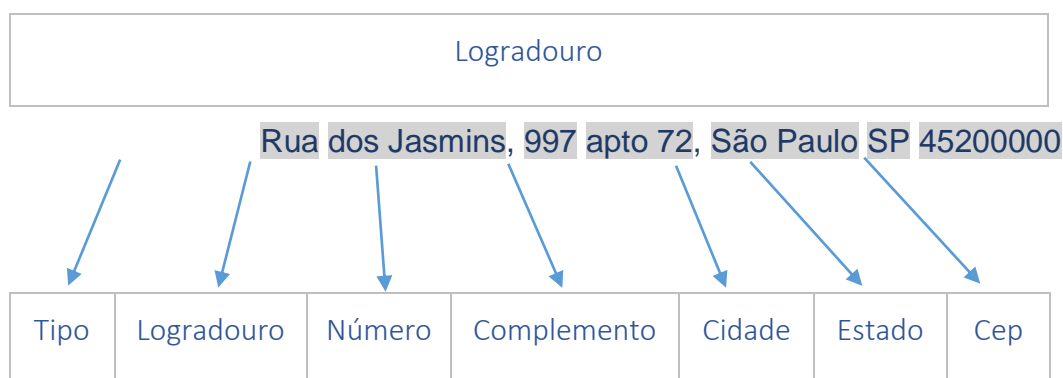 Logradouro
Rua dos Jasmins, 997 apto 72, São Paulo SP 45200000
Tipo Logradouro Número Complemento Cidade Estado Cep